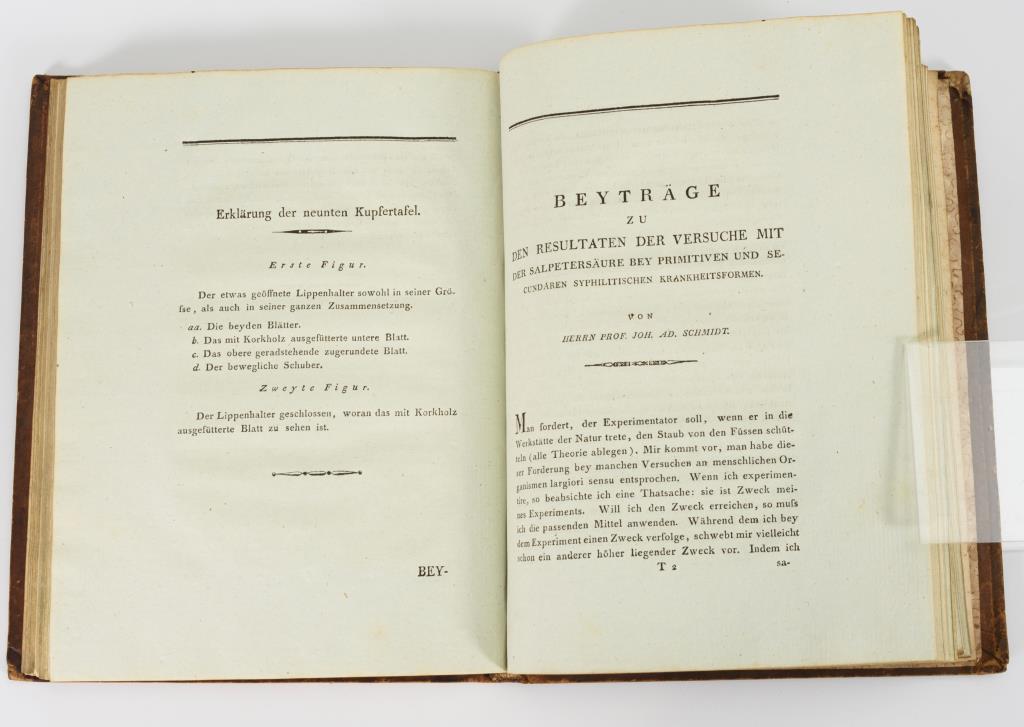 Erklärung der neunten Kupfertafel.
Erste Figur.
Der etwas geöffnete Lippenhalter sowohl in seiner Grö-
sse, als auch in seiner ganzen Zusammensetzung.
aa. Die beyden Blätter.
b. Das mit Korkholz ausgefütterte untere Blatt.
c. Das obere geradstehende zugerundete Blatt.
d. Der bewegliche Schuber.
Zweyte Figur.
Der Lippenhalter geschlossen, woran das mit Korkholz
ausgefütterte Blatt zu sehen ist.
BEY-
BEYTRÄGE
ZU
DEN RESULTATEN DER VERSUCHE MIT
DER SALPETERSÄURE BEY PRIMITIVEN UND SE-
CUNDÄREN SYPHILITISCHEN KRANKHEITSFORMEN.
VON
HERRN PROF. JOH. AD. SCHMIDT.
Man fordert, der Experimentator soll, wenn er in die
Werkstätte der Natur trete, den Staub von den Füssen schüt-
teln (alle Theorie ablegen). Mir kommt vor, man habe die-
ser Forderung bey manchen Versuchen an menschlichen Or-
ganismen largiori sensu entsprochen. Wenn ich experimen-
tire, so beabsichte ich eine Thatsache: sie ist Zweck mei-
nes Experiments. Will ich den Zweck erreichen, so muſs
ich die passenden Mittel anwenden. Während dem ich bey
dem Experiment einen Zweck verfolge, schwebt mir vielleicht
schon ein anderer höher liegender Zweck vor. Indem ich
T 2
sa-